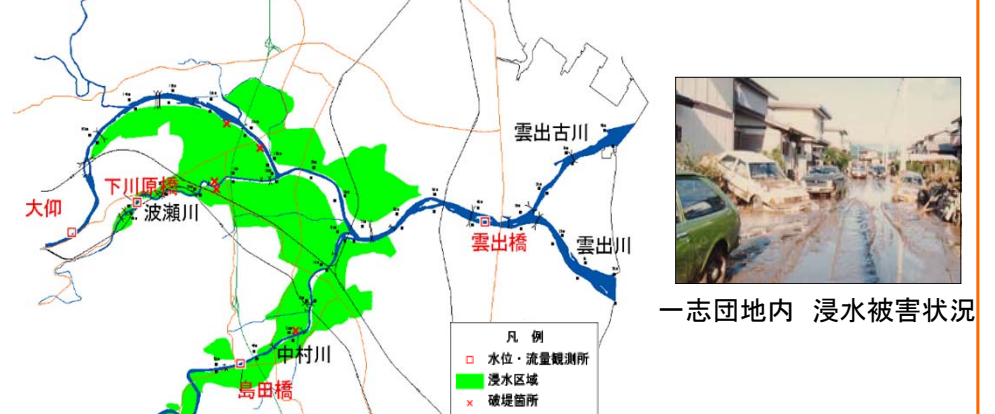 雲出古川
下川原橋
大仰
波瀬川
雲出橋
雲出川
一志団地内 浸水被害状況
凡 例
水位・流量観測所
中村川
浸水区域
島田橋
破堤箇所